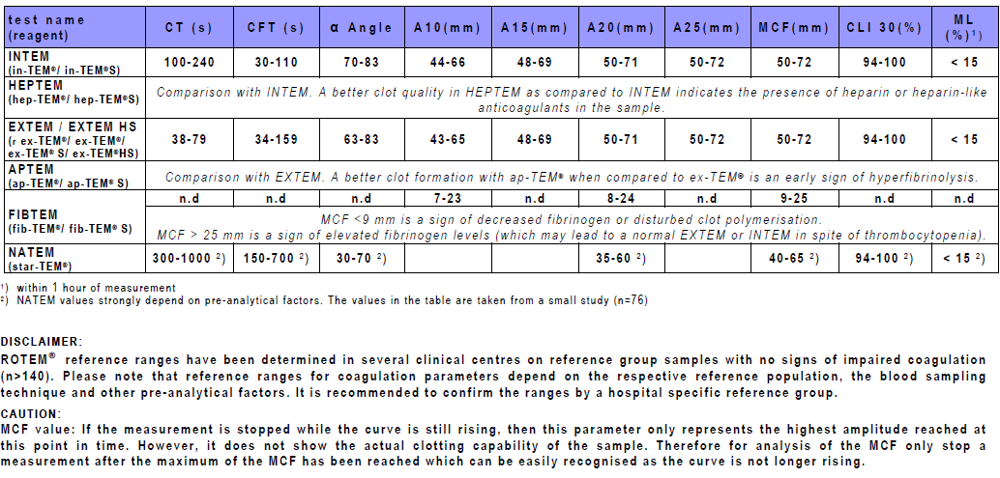 test name (reagent) CT (s) CFT (s) α Angle A10(mm) A15(mm) A20(mm) A25(mm) MCF(mm) CLI 30(%) ML (%)¹)
INTEM (in-TEM®/ in-TEM®S) 100-240 30-110 70-83 44-66 48-69 50-71 50-72 50-72 94-100 < 15
HEPTEM (hep-TEM®/ hep-TEM®S) Comparison with INTEM. A better clot quality in HEPTEM as compared to INTEM indicates the presence of heparin or heparin-like
anticoagulants in the sample.
EXTEM / EXTEM HS (r ex-TEM®/ ex-TEM®/ ex-TEM® S/ ex-TEM®HS) 38-79 34-159 63-83 43-65 48-69 50-71 50-72 50-72 94-100 < 15
APTEM (ap-TEM®/ ap-TEM® S) Comparison with EXTEM. A better clot formation with ap-TEM® when compared to ex-TEM® is an early sign of hyperfibrinolysis.
FIBTEM (fib-TEM®/ fib-TEM® S) n.d n.d n.d 7-23 n.d 8-24 n.d 9-25 n.d n.d
MCF <9 mm is a sign of decreased fibrinogen or disturbed clot polymerisation.
MCF > 25 mm is a sign of elevated fibrinogen levels (which may lead to a normal EXTEM or INTEM in spite of thrombocytopenia).
NATEM (star-TEM®) 300-1000 ²) 150-700 ²) 30-70 ²) 35-60 ²) 40-65 ²) 94-100 ²) < 15 ²)
¹) within 1 hour of measurement
²) NATEM values strongly depend on pre-analytical factors. The values in the table are taken from a small study (n=76)
DISCLAIMER:
ROTEM® reference ranges have been determined in several clinical centres on reference group samples with no signs of impaired coagulation
(n>140). Please note that reference ranges for coagulation parameters depend on the respective reference population, the blood sampling
technique and other pre-analytical factors. It is recommended to confirm the ranges by a hospital specific reference group.
CAUTION:
MCF value: If the measurement is stopped while the curve is still rising, then this parameter only represents the highest amplitude reached at
this point in time. However, it does not show the actual clotting capability of the sample. Therefore for analysis of the MCF only stop a
measurement after the maximum of the MCF has been reached which can be easily recognised as the curve is not longer rising.